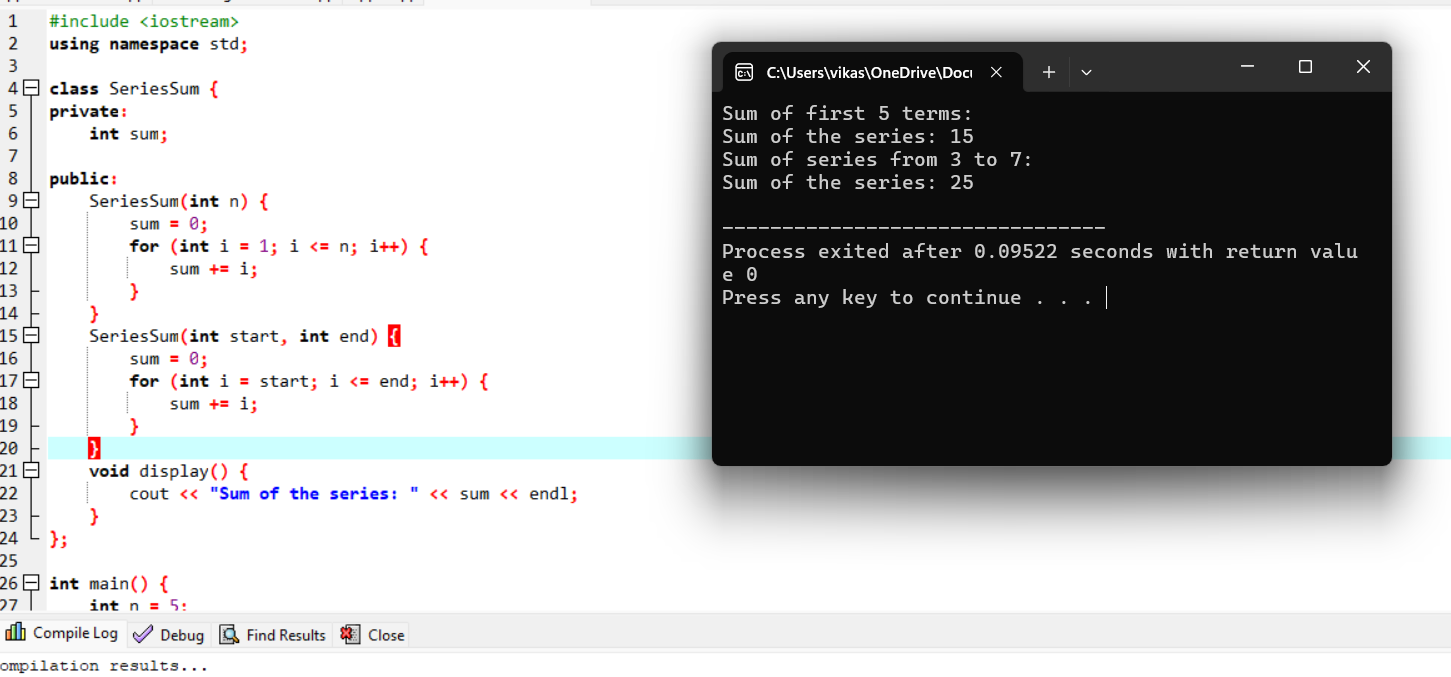 1 #include <iostream>
2 using namespace std;
3
4 class SeriesSum {
5 private:
6 int sum;
7
8 public:
9 SeriesSum(int n) {
10 sum = 0;
11 for (int i = 1; i <= n; i++) {
12 sum += i;
13 }
14 }
15 SeriesSum(int start, int end) {
16 sum = 0;
17 for (int i = start; i <= end; i++) {
18 sum += i;
19 }
20 }
21 void display() {
22 cout << "Sum of the series: " << sum << endl;
23 }
24 };
25
26 int main() {
27 int n = 5;
C:\Users\vikas\OneDrive\Docu
Sum of first 5 terms:
Sum of the series: 15
Sum of series from 3 to 7:
Sum of the series: 25
--------------------------------
Process exited after 0.09522 seconds with return valu
e 0
Press any key to continue . . .
Compile Log Debug Find Results Close
ompilation results...